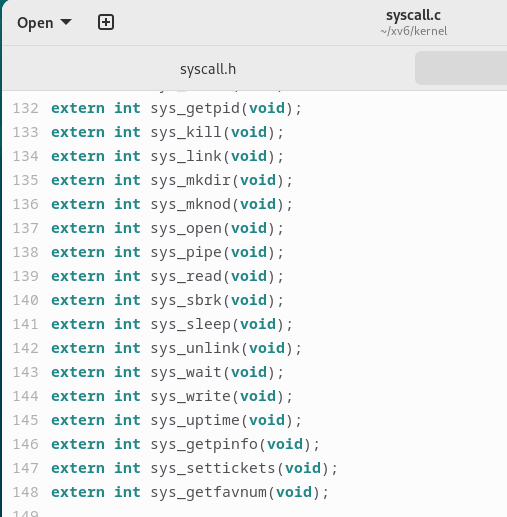 Open
syscall.c
~/xv6/kernel
syscall.h
132 extern int sys_getpid(void);
133 extern int sys_kill(void);
134 extern int sys_link(void);
135 extern int sys_mkdir(void);
136 extern int sys_mknod(void);
137 extern int sys_open(void);
138 extern int sys_pipe(void);
139 extern int sys_read(void);
140 extern int sys_sbrk(void);
141 extern int sys_sleep(void);
142 extern int sys_unlink(void);
143 extern int sys_wait(void);
144 extern int sys_write(void);
145 extern int sys_uptime(void);
146 extern int sys_getpinfo(void);
147 extern int sys_settickets(void);
148 extern int sys_getfavnum(void);
149